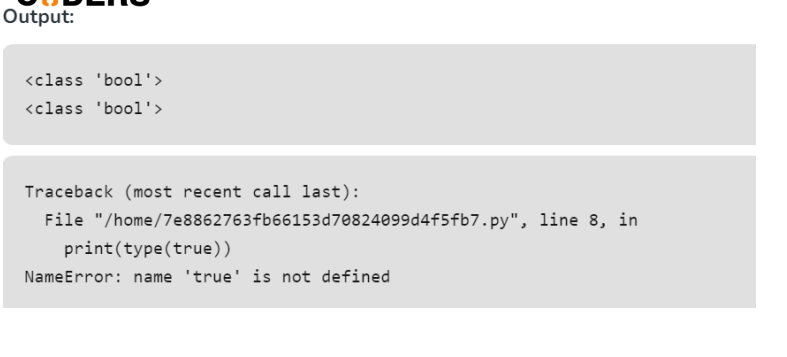 Output:
<class 'bool'>
<class 'bool'>
Traceback (most recent call last):
File "/home/7e8862763fb66153d70824099d4f5fb7.py", line 8, in
print(type(true))
NameError: name 'true' is not defined